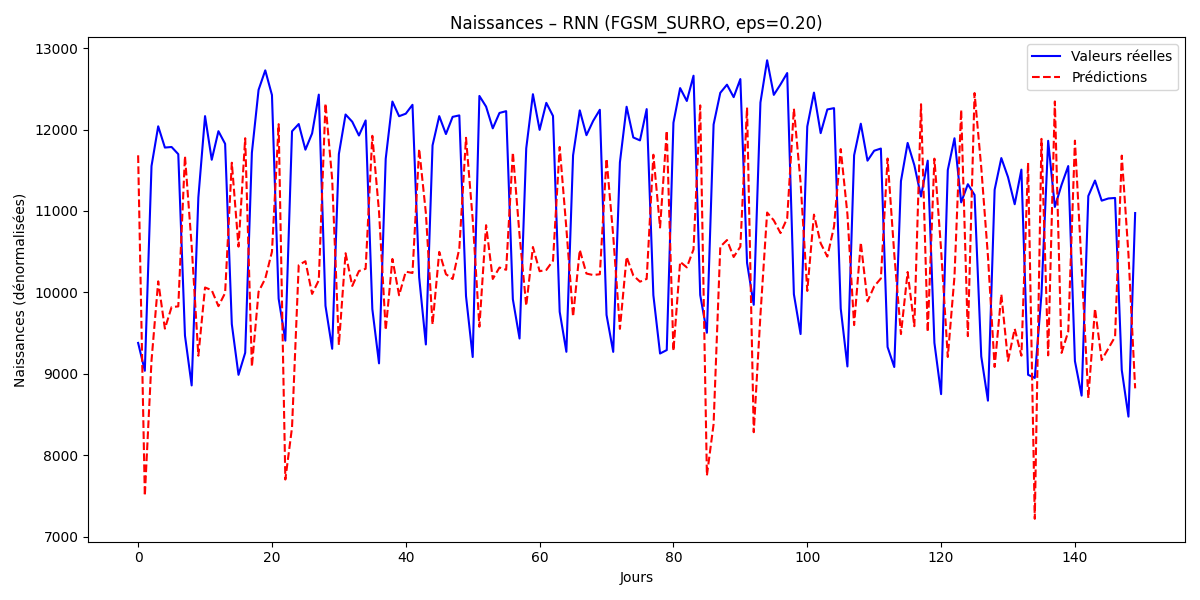 Naissances – RNN (FGSM_SURRO, eps=0.20)
Valeurs réelles
Prédictions
Naissances (dénormalisées)
13000
12000
11000
10000
9000
8000
7000
0 20 40 60 80 100 120 140
Jours